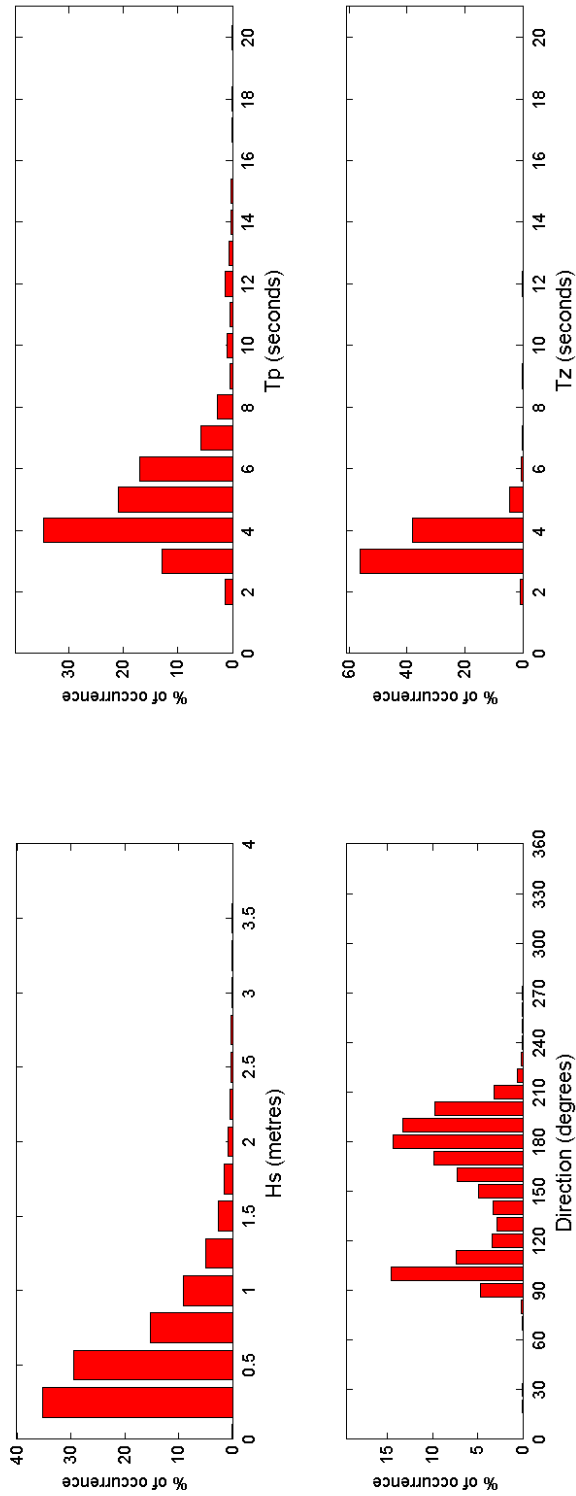 % of occurrence
40
30
20
10
0
0 0.5 1 1.5 2 2.5 3 3.5 4
Hs (metres)
% of occurrence
30
20
10
0
0 2 4 6 8 10 12 14 16 18 20
Tp (seconds)
% of occurrence
15
10
5
0
0 30 60 90 120 150 180 210 240 270 300 330 360
Direction (degrees)
% of occurrence
60
40
20
0
0 2 4 6 8 10 12 14 16 18 20
Tz (seconds)